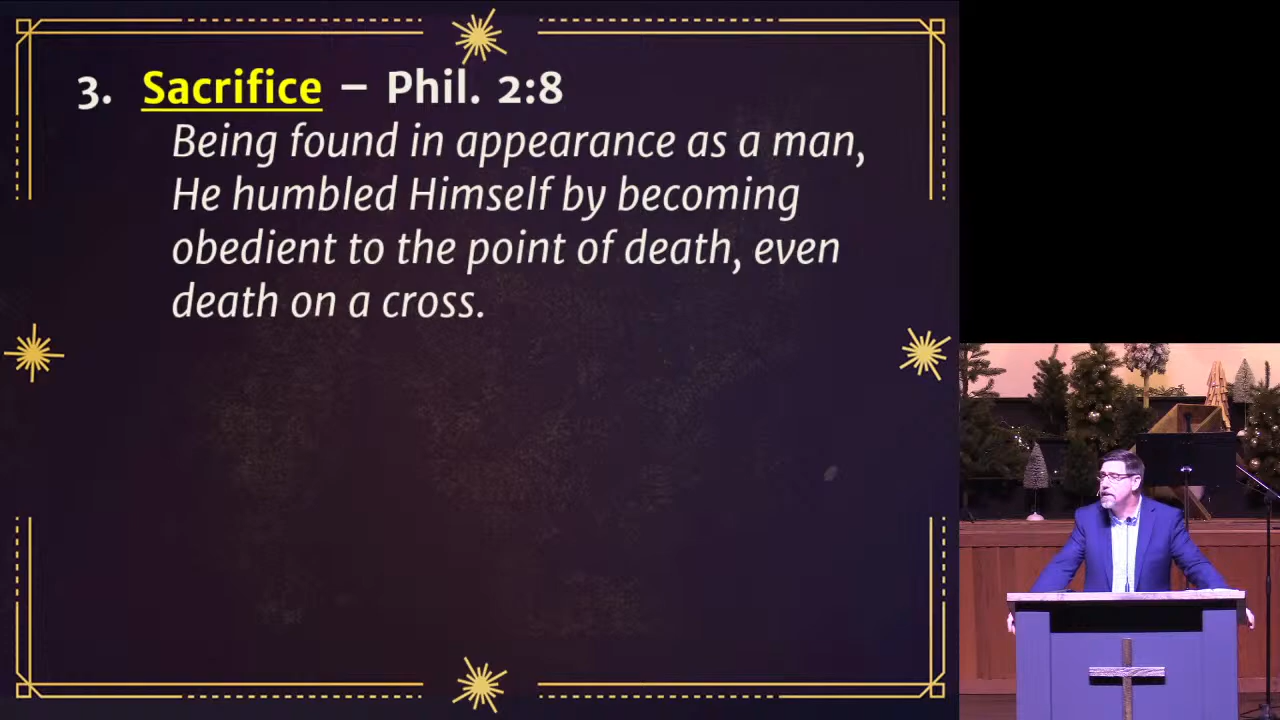 3. Sacrifice – Phil. 2:8
Being found in appearance as a man,
He humbled Himself by becoming
obedient to the point of death, even
death on a cross.